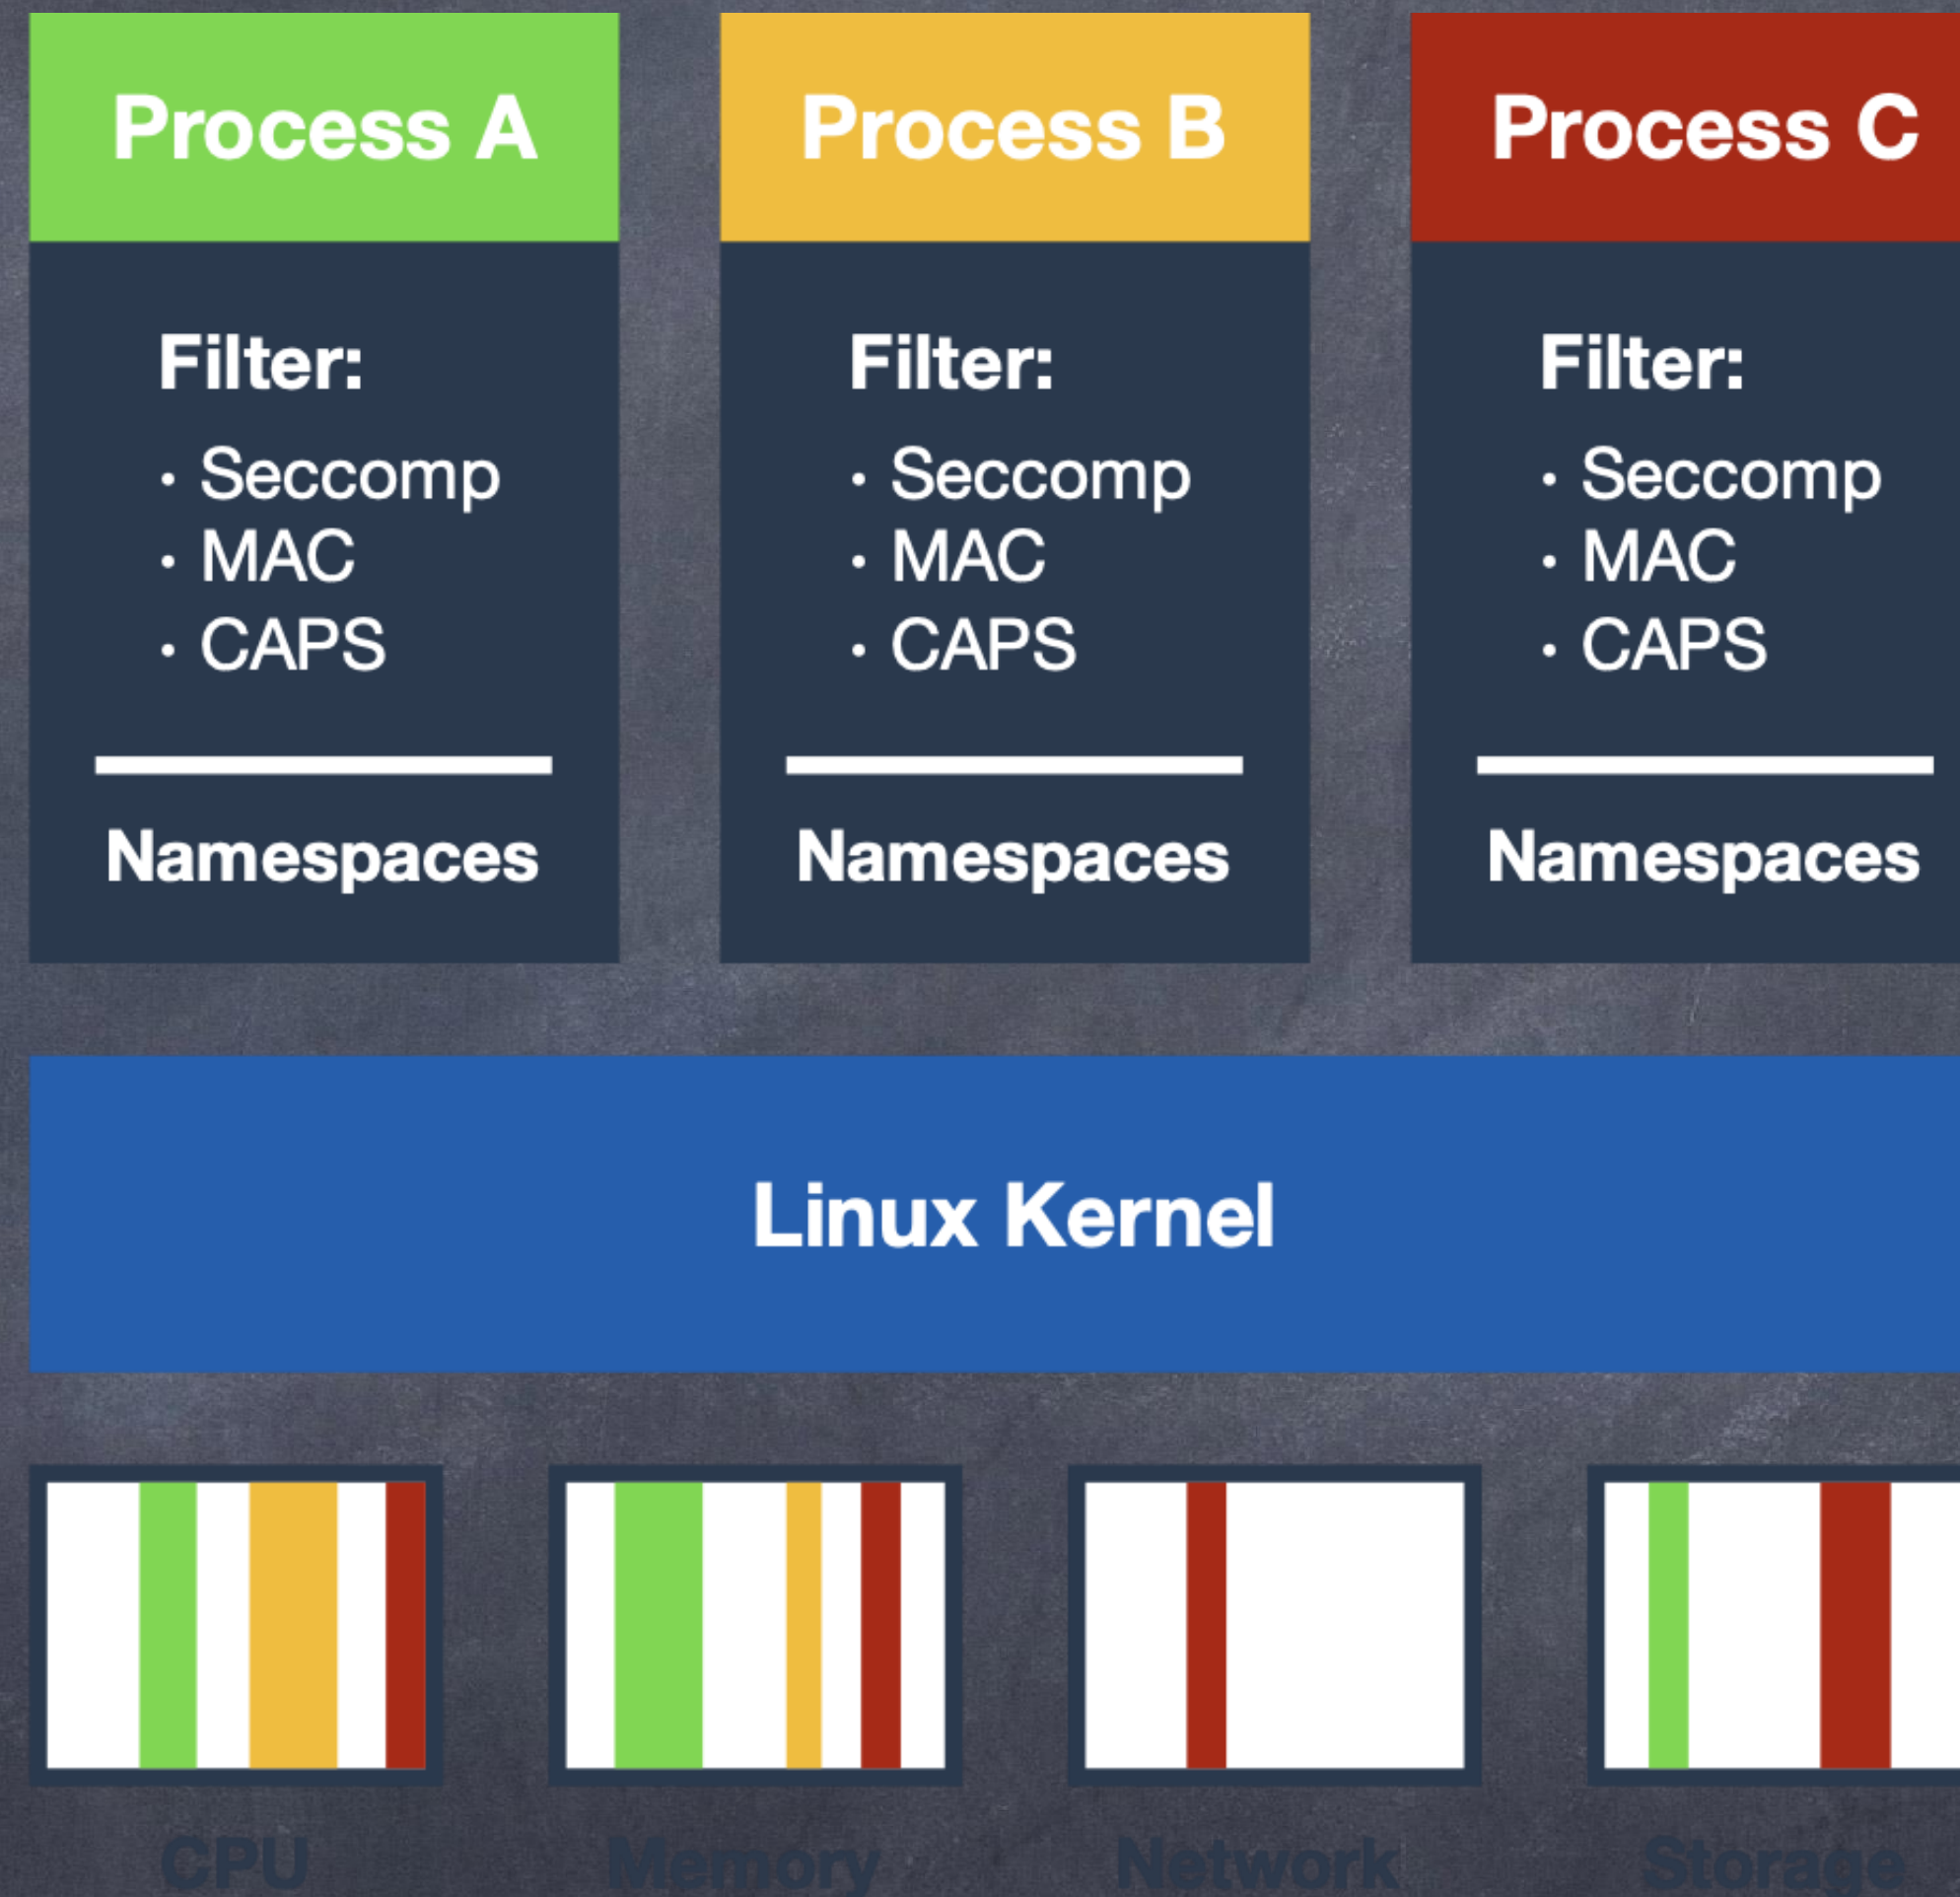 Process A
Filter:
• Seccomp
• MAC
• CAPS
Namespaces
Process B
Filter:
• Seccomp
• MAC
• CAPS
Namespaces
Process C
Filter:
• Seccomp
• MAC
• CAPS
Namespaces
Linux Kernel
CPU
Memory
Network
Storage